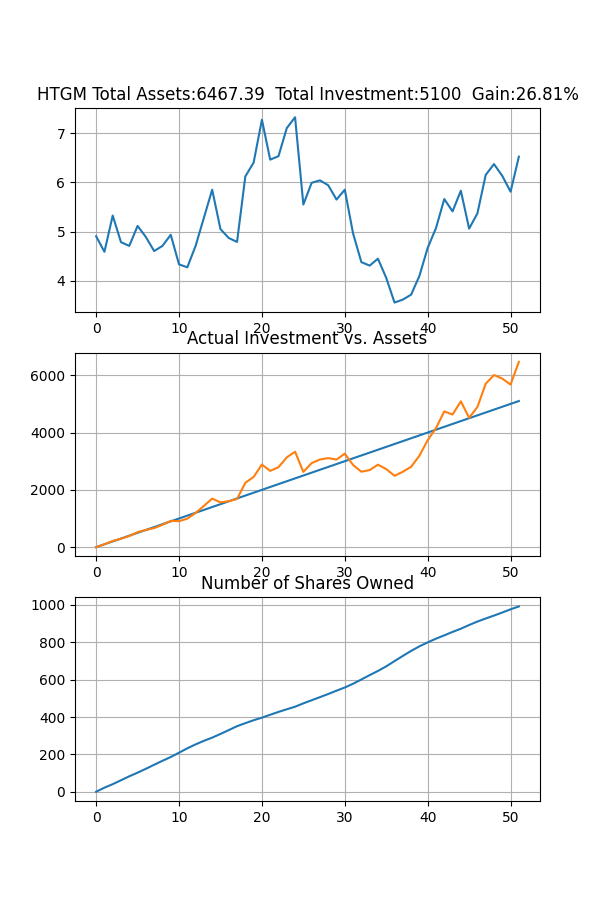 HTGM Total Assets:6467.39  Total Investment:5100  Gain:26.81%
7
6
5
4
0 10 20 30 40 50
Actual Investment vs. Assets
6000
4000
2000
0
0 10 20 30 40 50
Number of Shares Owned
1000
800
600
400
200
0
0 10 20 30 40 50